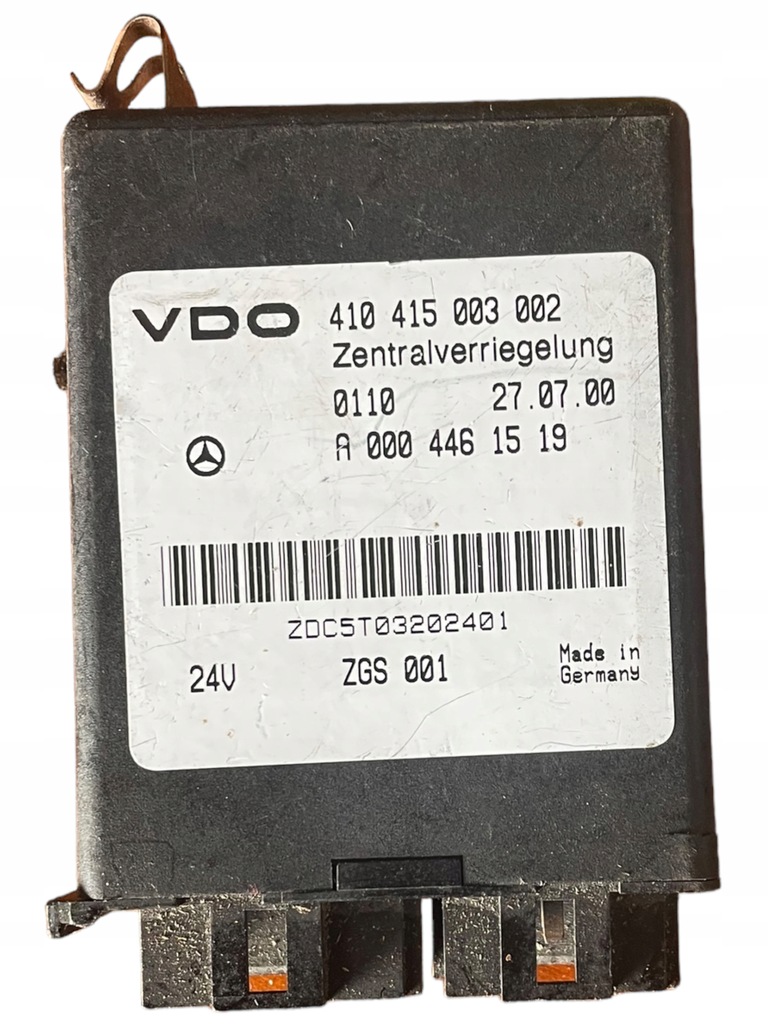 VDO 410 415 003 002
Zentralverriegelung
0110 27.07.00
A 000 446 15 19
ZDC5T03202401
24V ZGS 001 Made in
Germany